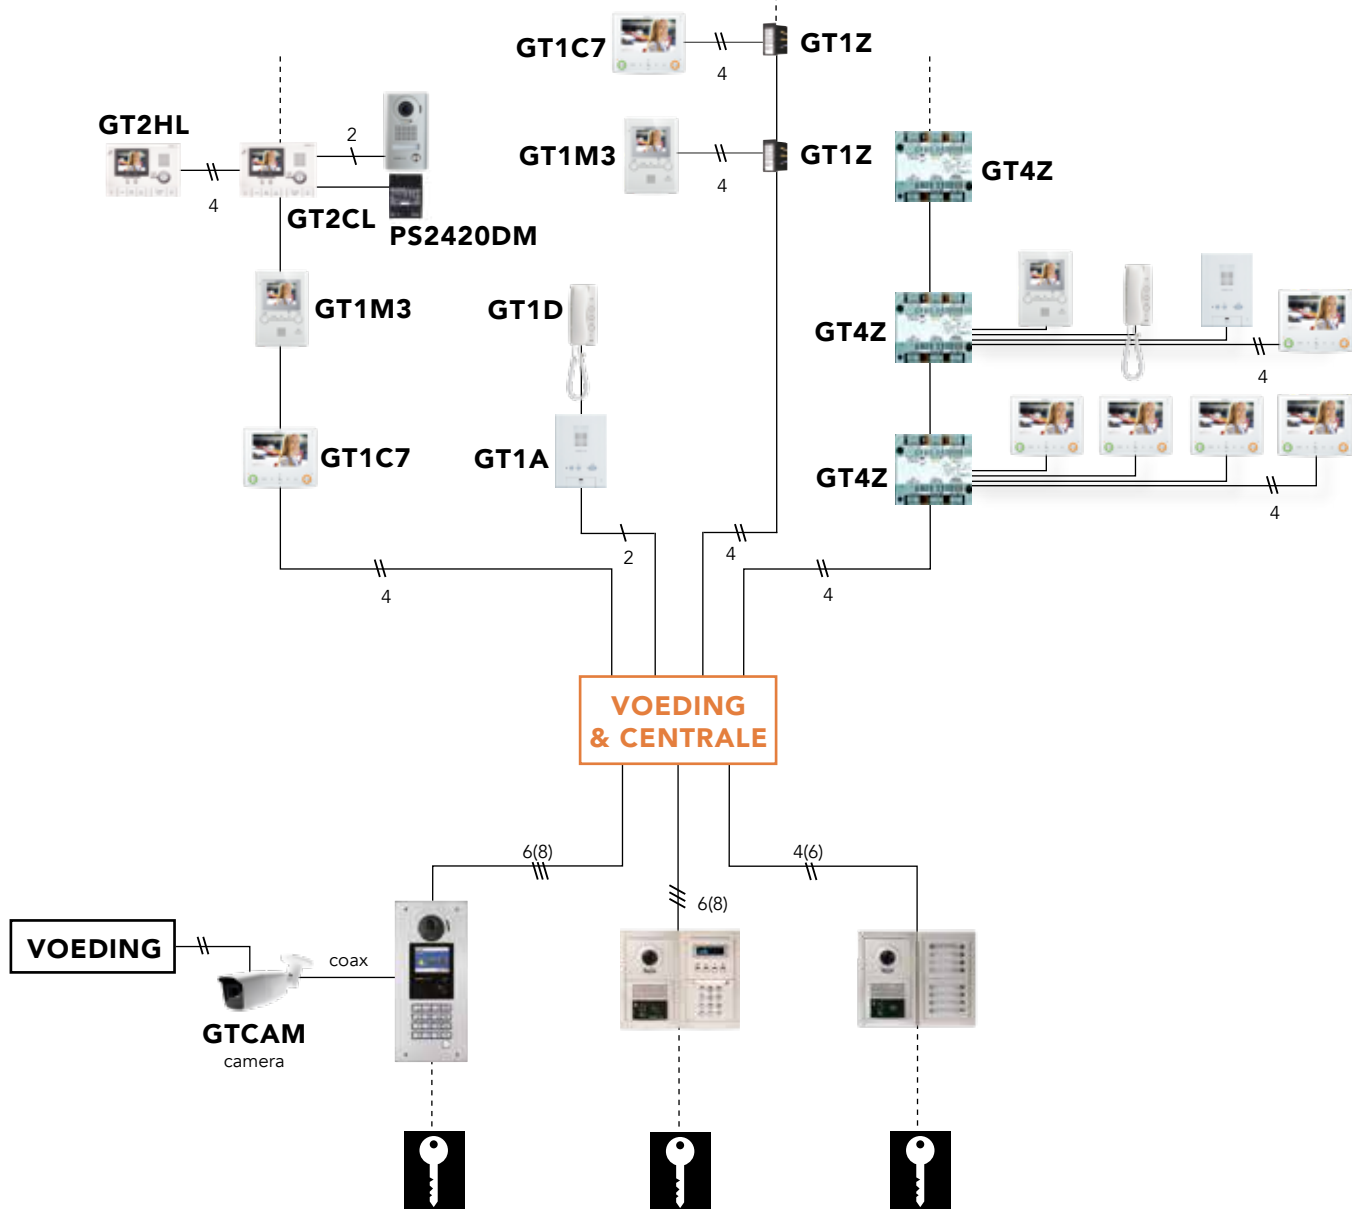 GT1C7
4
GT1Z
GT2HL
2
4
GT2CL
PS2420DM
GT1M3
4
GT1Z
GT4Z
GT1M3
GT1D
GT4Z
4
GT1C7
GT1A
GT4Z
4
4
2
4
4
VOEDING
& CENTRALE
6(8)
6(8)
4(6)
VOEDING
coax
GTCAM
camera